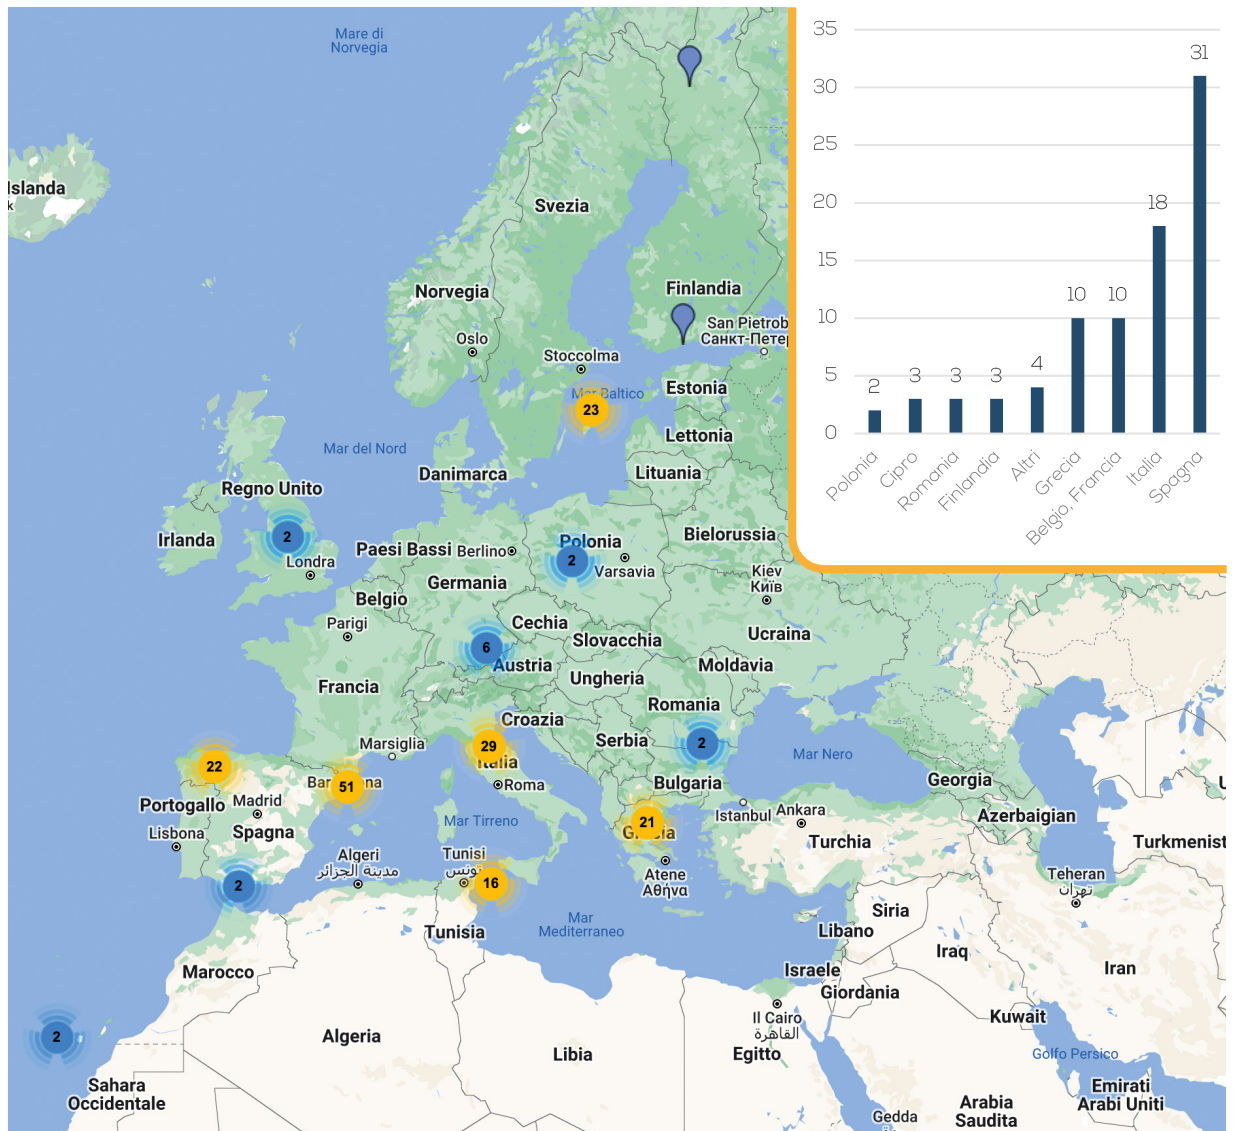 Mare di
Norvegia
Islanda
k
Svezia
Norvegia
Finlandia
Oslo
San Pietrob
Санкт-Петер
Stoccolma
Estonia
Mar Baltico
23
Lettonia
Mar del Nord
Danimarca
Lituania
Regno Unito
Irlanda
2
Bielorussia
Paesi Bassi
Berlino
Polonia
2
Londra
Varsavia
Germania
Kiev
Київ
Belgio
Parigi
Cechia
Slovacchia
Ucraina
6
Austria
Moldavia
Ungheria
Francia
Romania
Croazia
Marsiglia
29
Italia
Serbia
2
Mar Nero
22
51
Roma
Bulgaria
Georgia
Portogallo
Madrid
Istanbul
Ankara
Azerbaigian
Lisbona
Spagna
Mar Tirreno
21
Turchia
Turkmenist
Algeri
مدينة الجزائر
Tunisi
تونس
16
Atene
Αθήνα
Teheran
تهران
2
Siria
Tunisia
Mar
Mediterraneo
Libano
Iraq
Marocco
Israele
Giordania
Iran
Il Cairo
القاهرة
Kuwait
2
Algeria
Libia
Egitto
Golfo Persico
Sahara
Occidentale
Emirati
Arabi Uniti
Arabia
Saudita
Gedda
35
30
25
20
15
10
5
0
2
3
3
3
4
10
10
18
31
Polonia
Cipro
Romania
Finlandia
Altri
Grecia
Belgio, Francia
Italia
Spagna